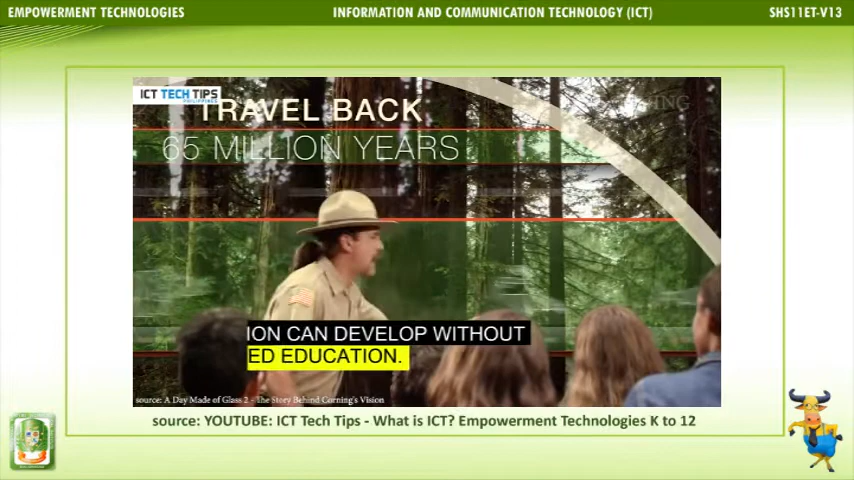 EMPOWERMENT TECHNOLOGIES
INFORMATION AND COMMUNICATION TECHNOLOGY (ICT)
SHS11ET-V13
ICT TECH TIPS
PHILIPPINES
TRAVEL BACK
65 MILLION YEARS
ION CAN DEVELOP WITHOUT
ED EDUCATION.
source: A Day Made of Glass 2 - The Story Behind Corning's Vision
source: YOUTUBE: ICT Tech Tips - What is ICT? Empowerment Technologies K to 12